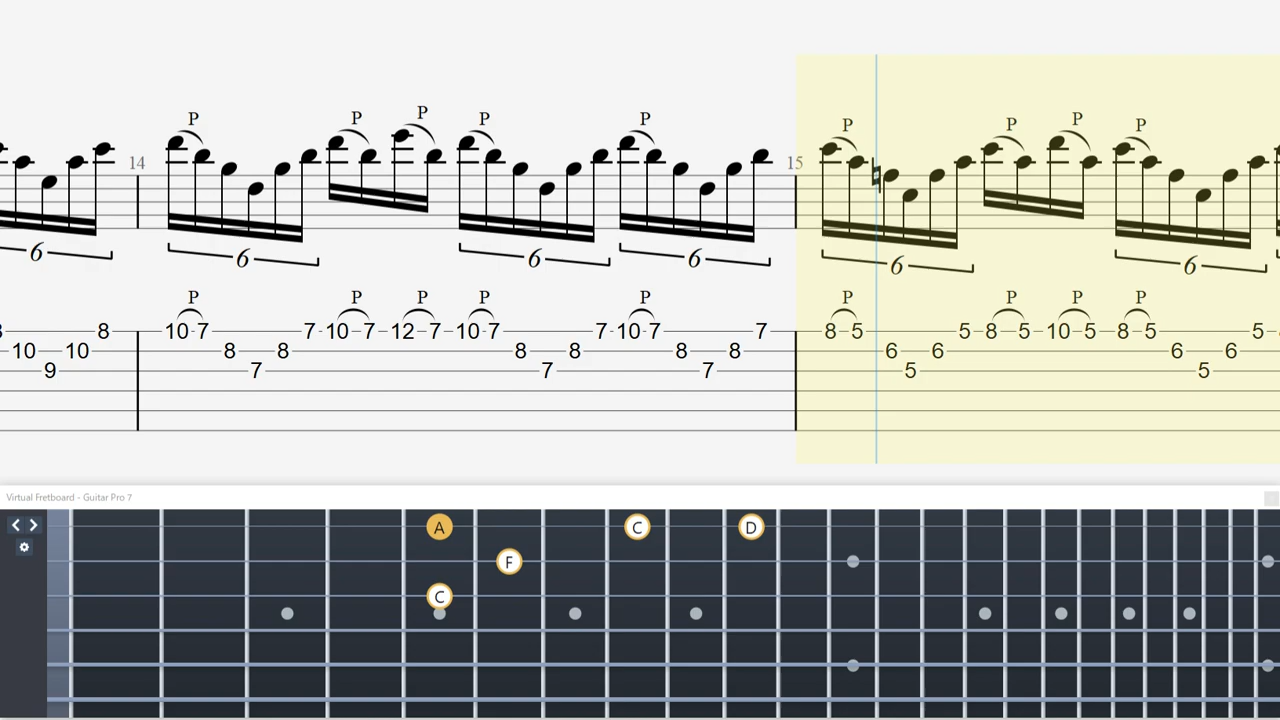 P P P P P P P P P
14 15
6 6 6 6 6 6
P P P P P P P P P
8 10 7 7 10 7 12 7 10 7 7 10 7 7 8 5 5 8 5 10 5 8 5 5
10 10 8 8 8 8 8 8 6 6 6 6
9 7 7 7 5 5
Virtual Fretboard - Guitar Pro 7
A C D
F
C